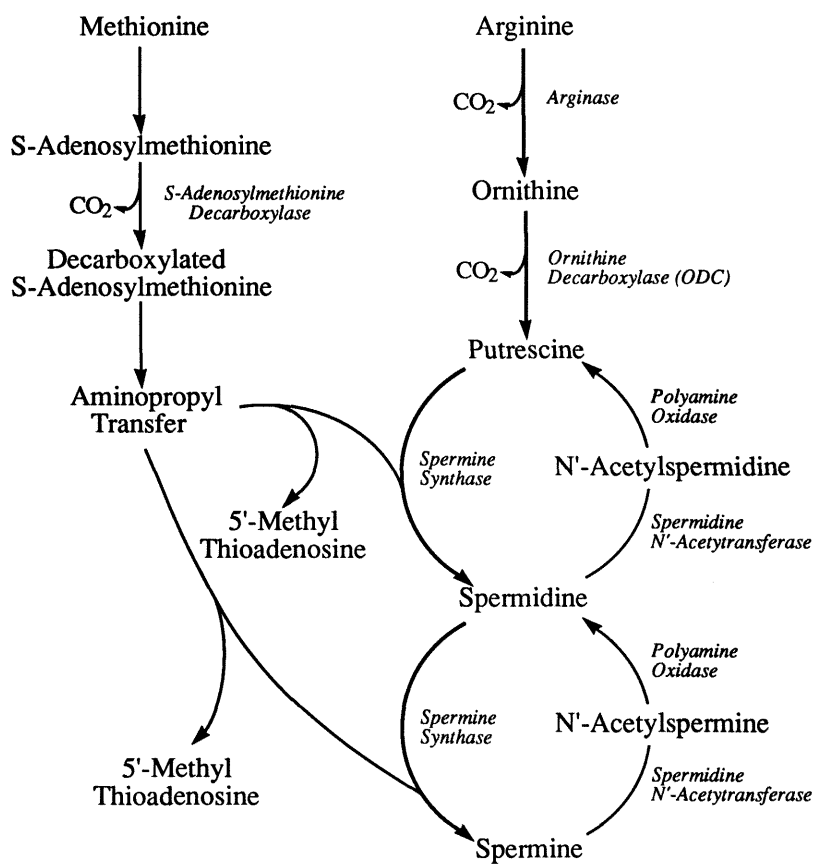 Methionine
Arginine
CO2
Arginase
S-Adenosylmethionine
Ornithine
CO2
S-Adenosylmethionine
Decarboxylase
CO2
Ornithine
Decarboxylase (ODC)
Decarboxylated
S-Adenosylmethionine
Putrescine
Aminopropyl
Transfer
Polyamine
Oxidase
Spermine
Synthase
N'-Acetylspermidine
5'-Methyl
Thioadenosine
Spermidine
N'-Acetytransferase
Spermidine
Polyamine
Oxidase
Spermine
Synthase
N'-Acetylspermine
5'-Methyl
Thioadenosine
Spermidine
N'-Acetytransferase
Spermine